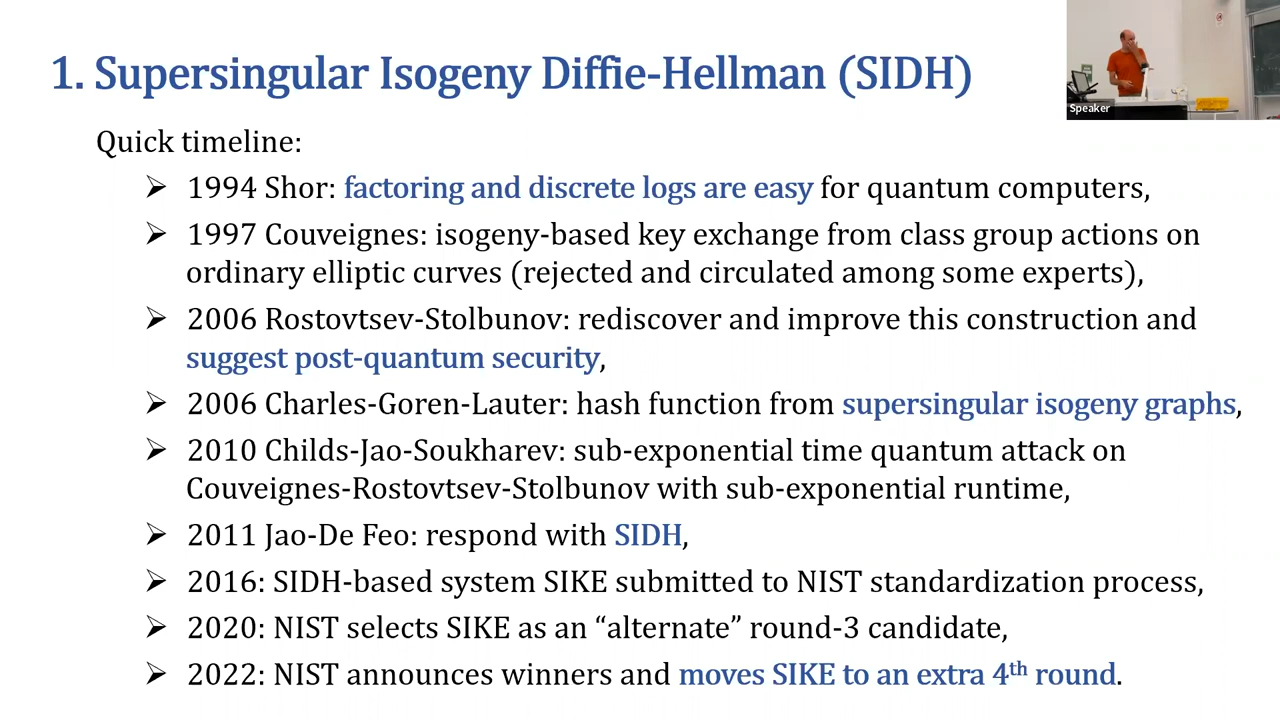 1. Supersingular Isogeny Diffie-Hellman (SIDH)
Speaker
Quick timeline:
➢ 1994 Shor: factoring and discrete logs are easy for quantum computers,
➢ 1997 Couveignes: isogeny-based key exchange from class group actions on
ordinary elliptic curves (rejected and circulated among some experts),
➢ 2006 Rostovtsev-Stolbunov: rediscover and improve this construction and
suggest post-quantum security,
➢ 2006 Charles-Goren-Lauter: hash function from supersingular isogeny graphs,
➢ 2010 Childs-Jao-Soukharev: sub-exponential time quantum attack on
Couveignes-Rostovtsev-Stolbunov with sub-exponential runtime,
➢ 2011 Jao-De Feo: respond with SIDH,
➢ 2016: SIDH-based system SIKE submitted to NIST standardization process,
➢ 2020: NIST selects SIKE as an “alternate” round-3 candidate,
➢ 2022: NIST announces winners and moves SIKE to an extra 4th round.